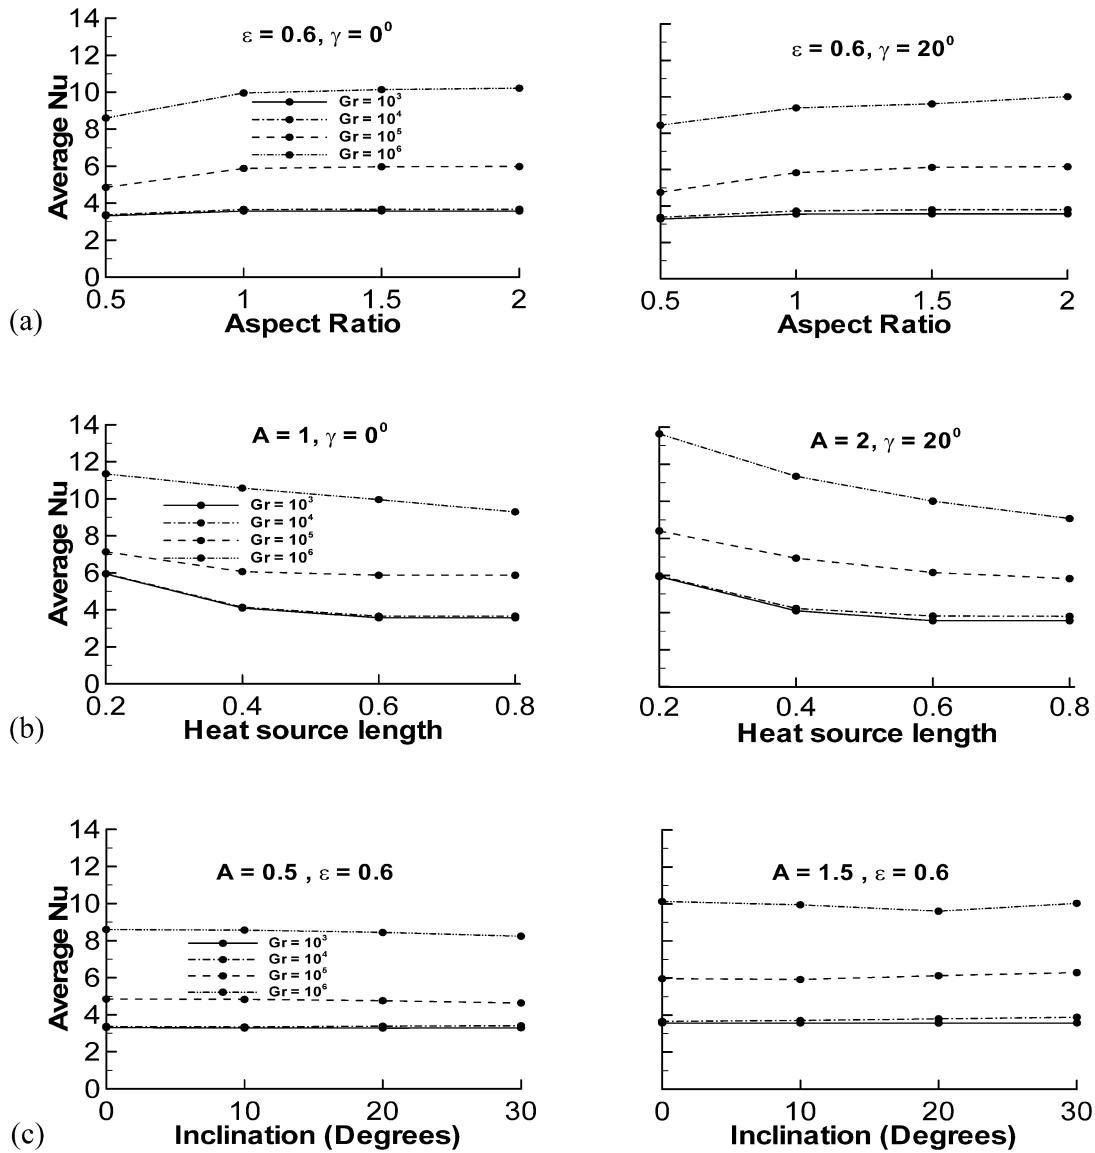 (a)
ε = 0.6, γ = 0⁰
Average Nu
14
12
10
8
6
4
2
0
Gr = 10³
Gr = 10⁴
Gr = 10⁵
Gr = 10⁶
0.5 1 1.5 2
Aspect Ratio
ε = 0.6, γ = 20⁰
0.5 1 1.5 2
Aspect Ratio
(b)
A = 1, γ = 0⁰
Average Nu
14
12
10
8
6
4
2
0
Gr = 10³
Gr = 10⁴
Gr = 10⁵
Gr = 10⁶
0.2 0.4 0.6 0.8
Heat source length
A = 2, γ = 20⁰
0.2 0.4 0.6 0.8
Heat source length
(c)
A = 0.5 , ε = 0.6
Average Nu
14
12
10
8
6
4
2
0
Gr = 10³
Gr = 10⁴
Gr = 10⁵
Gr = 10⁶
0 10 20 30
Inclination (Degrees)
A = 1.5 , ε = 0.6
0 10 20 30
Inclination (Degrees)